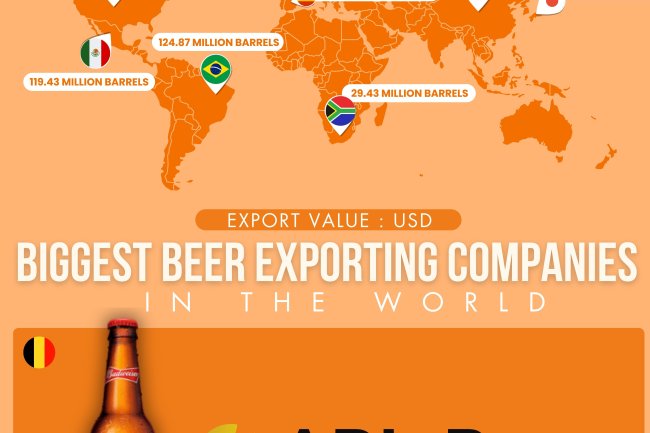 124.87 MILLION BARRELS
119.43 MILLION BARRELS
29.43 MILLION BARRELS
EXPORT VALUE : USD
BIGGEST BEER EXPORTING COMPANIES
IN THE WORLD
Budweiser